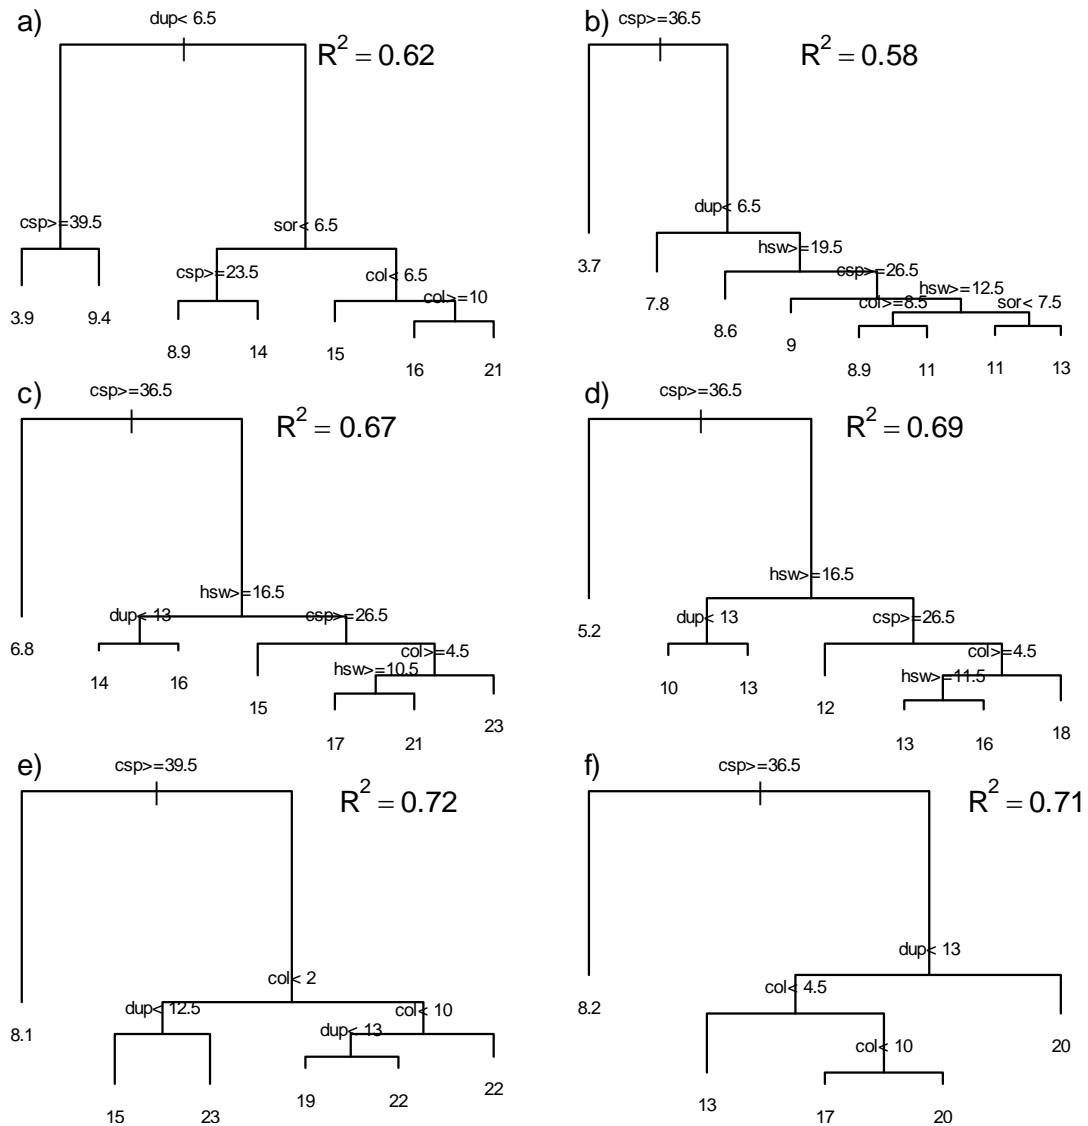 a)
dup< 6.5
R² = 0.62
csp>=39.5
sor< 6.5
csp>=23.5
col< 6.5
col>=10
3.9 9.4
8.9 14 15
16 21
b)
csp>=36.5
R² = 0.58
dup< 6.5
hsw>=19.5
csp>=26.5
hsw>=12.5
col>=8.5 sor< 7.5
3.7
7.8
8.6
9
8.9 11 11 13
c)
csp>=36.5
R² = 0.67
hsw>=16.5
dup< 13 csp>=26.5
col>=4.5
hsw>=10.5
6.8
14 16 15
23
17 21
d)
csp>=36.5
R² = 0.69
hsw>=16.5
dup< 13 csp>=26.5
col>=4.5
hsw>=11.5
5.2
10 13 12
18
13 16
e)
csp>=39.5
R² = 0.72
col< 2
dup< 12.5 col< 10
dup< 13
8.1
22
15 23 19 22
f)
csp>=36.5
R² = 0.71
dup< 13
col< 4.5
col< 10
8.2
20
13 17 20